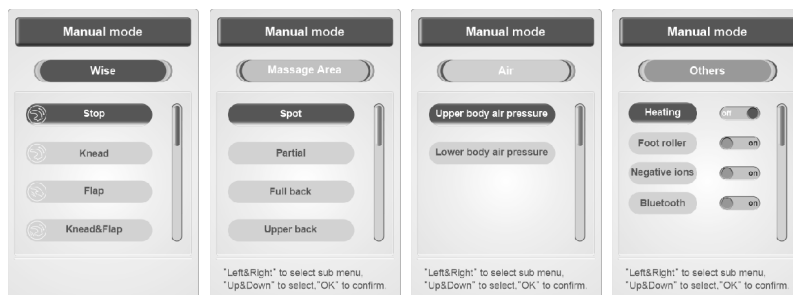 Manual mode
Wise
Stop
Knead
Flap
Knead&Flap
Manual mode
Massage Area
Spot
Partial
Full back
Upper back
"Left&Right" to select sub menu,
"Up&Down" to select,"OK" to confirm.
Manual mode
Air
Upper body air pressure
Lower body air pressure
"Left&Right" to select sub menu,
"Up&Down" to select,"OK" to confirm.
Manual mode
Others
Heating on
Foot roller on
Negative ions on
Bluetooth on
"Left&Right" to select sub menu,
"Up&Down" to select,"OK" to confirm.